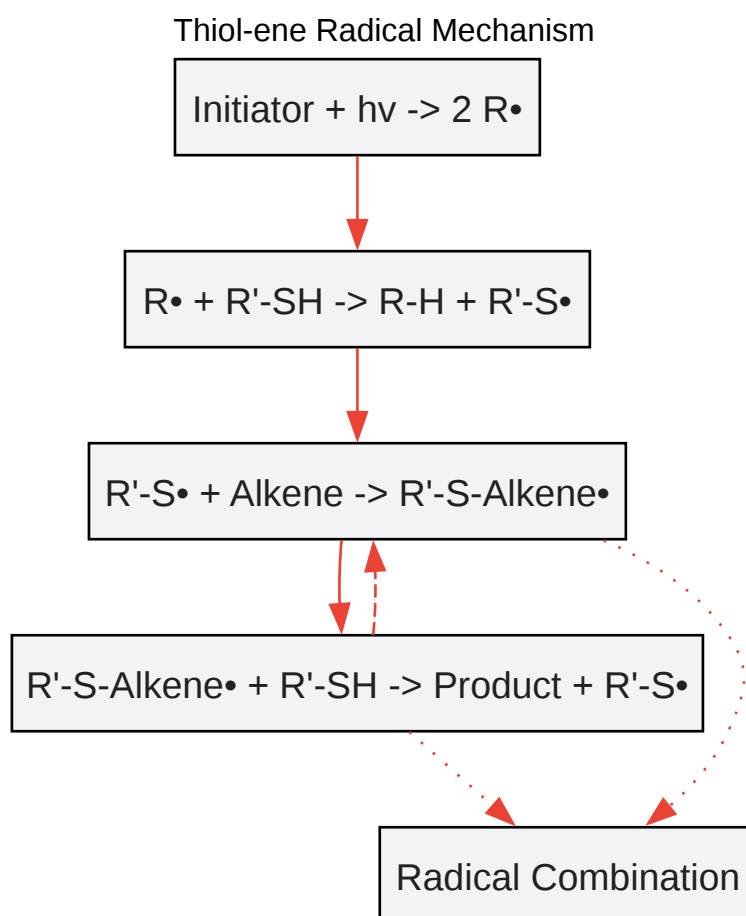 Thiol-ene Radical Mechanism
Initiator + hv -> 2 R•
R• + R'-SH -> R-H + R'-S•
R'-S• + Alkene -> R'-S-Alkene•
R'-S-Alkene• + R'-SH -> Product + R'-S•
Radical Combination